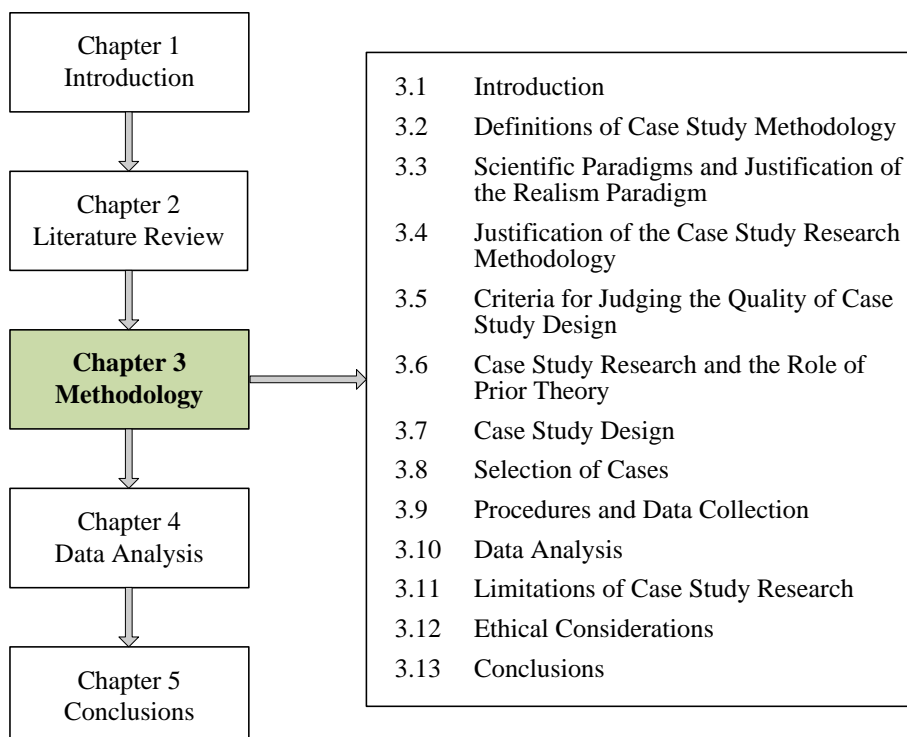 Chapter 1
Introduction
Chapter 2
Literature Review
Chapter 3
Methodology
Chapter 4
Data Analysis
Chapter 5
Conclusions
3.1 Introduction
3.2 Definitions of Case Study Methodology
3.3 Scientific Paradigms and Justification of
the Realism Paradigm
3.4 Justification of the Case Study Research
Methodology
3.5 Criteria for Judging the Quality of Case
Study Design
3.6 Case Study Research and the Role of
Prior Theory
3.7 Case Study Design
3.8 Selection of Cases
3.9 Procedures and Data Collection
3.10 Data Analysis
3.11 Limitations of Case Study Research
3.12 Ethical Considerations
3.13 Conclusions